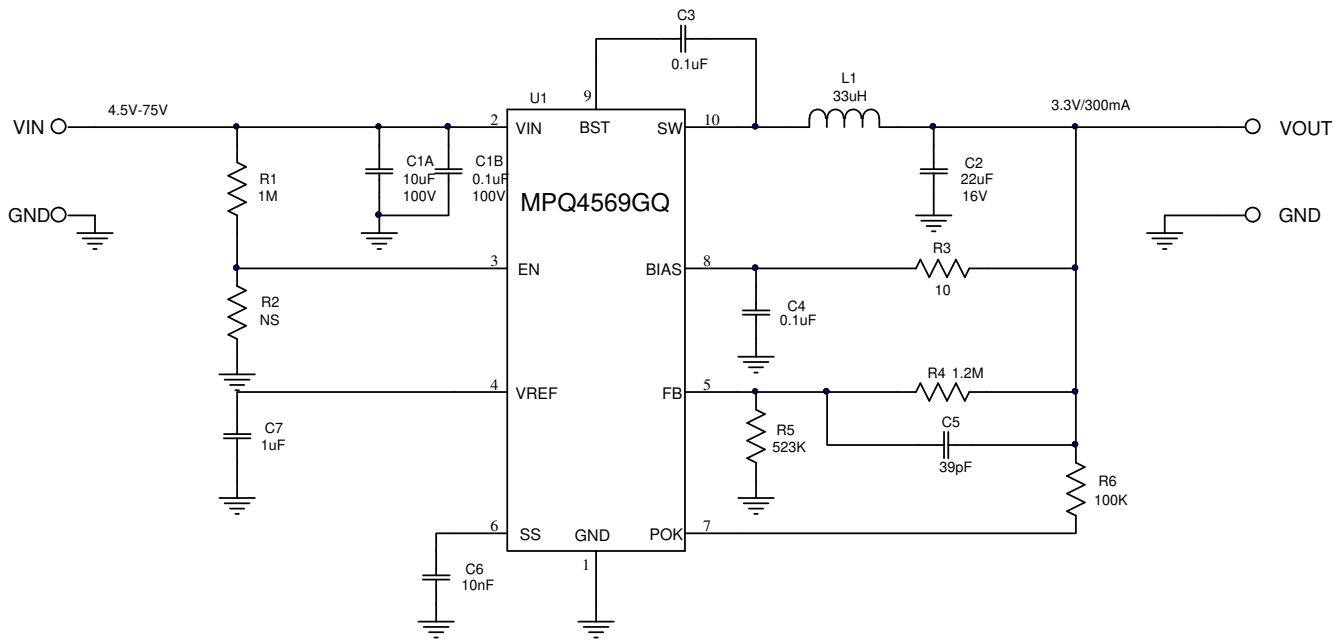 C3
0.1uF
L1
33uH
4.5V-75V
3.3V/300mA
U1
9
VIN
2
VIN
BST
SW
10
VOUT
R1
1M
C1A
10uF
100V
C1B
0.1uF
100V
C2
22uF
16V
MPQ4569GQ
GND
GND
R3
10
3
EN
BIAS
8
R2
NS
C4
0.1uF
4
VREF
FB
5
R4 1.2M
C7
1uF
R5
523K
C5
39pF
R6
100K
6
SS
GND
POK
7
1
C6
10nF